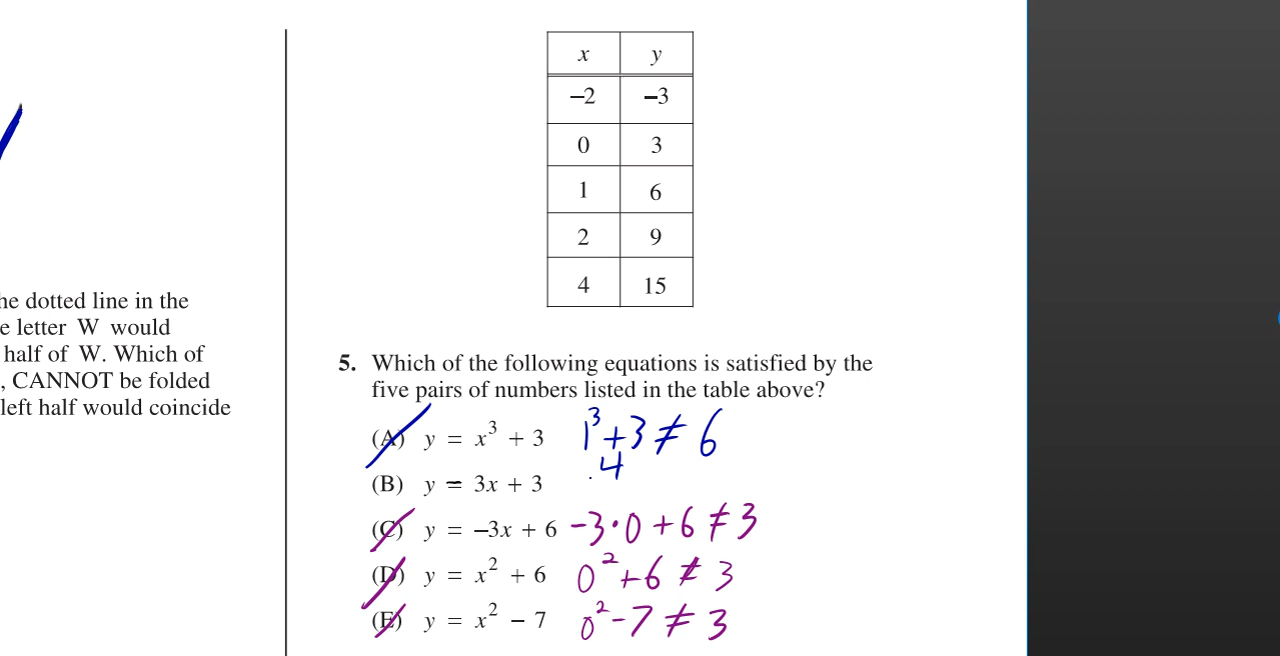 x y
−2 −3
0 3
1 6
2 9
4 15
he dotted line in the
e letter W would
half of W. Which of
, CANNOT be folded
left half would coincide
5. Which of the following equations is satisfied by the
five pairs of numbers listed in the table above?
(A) y = x³ + 3 1³+3 ≠ 6
4
(B) y = 3x + 3
(C) y = −3x + 6 -3·0+6 ≠ 3
(D) y = x² + 6 0²+6 ≠ 3
(E) y = x² − 7 0²-7 ≠ 3